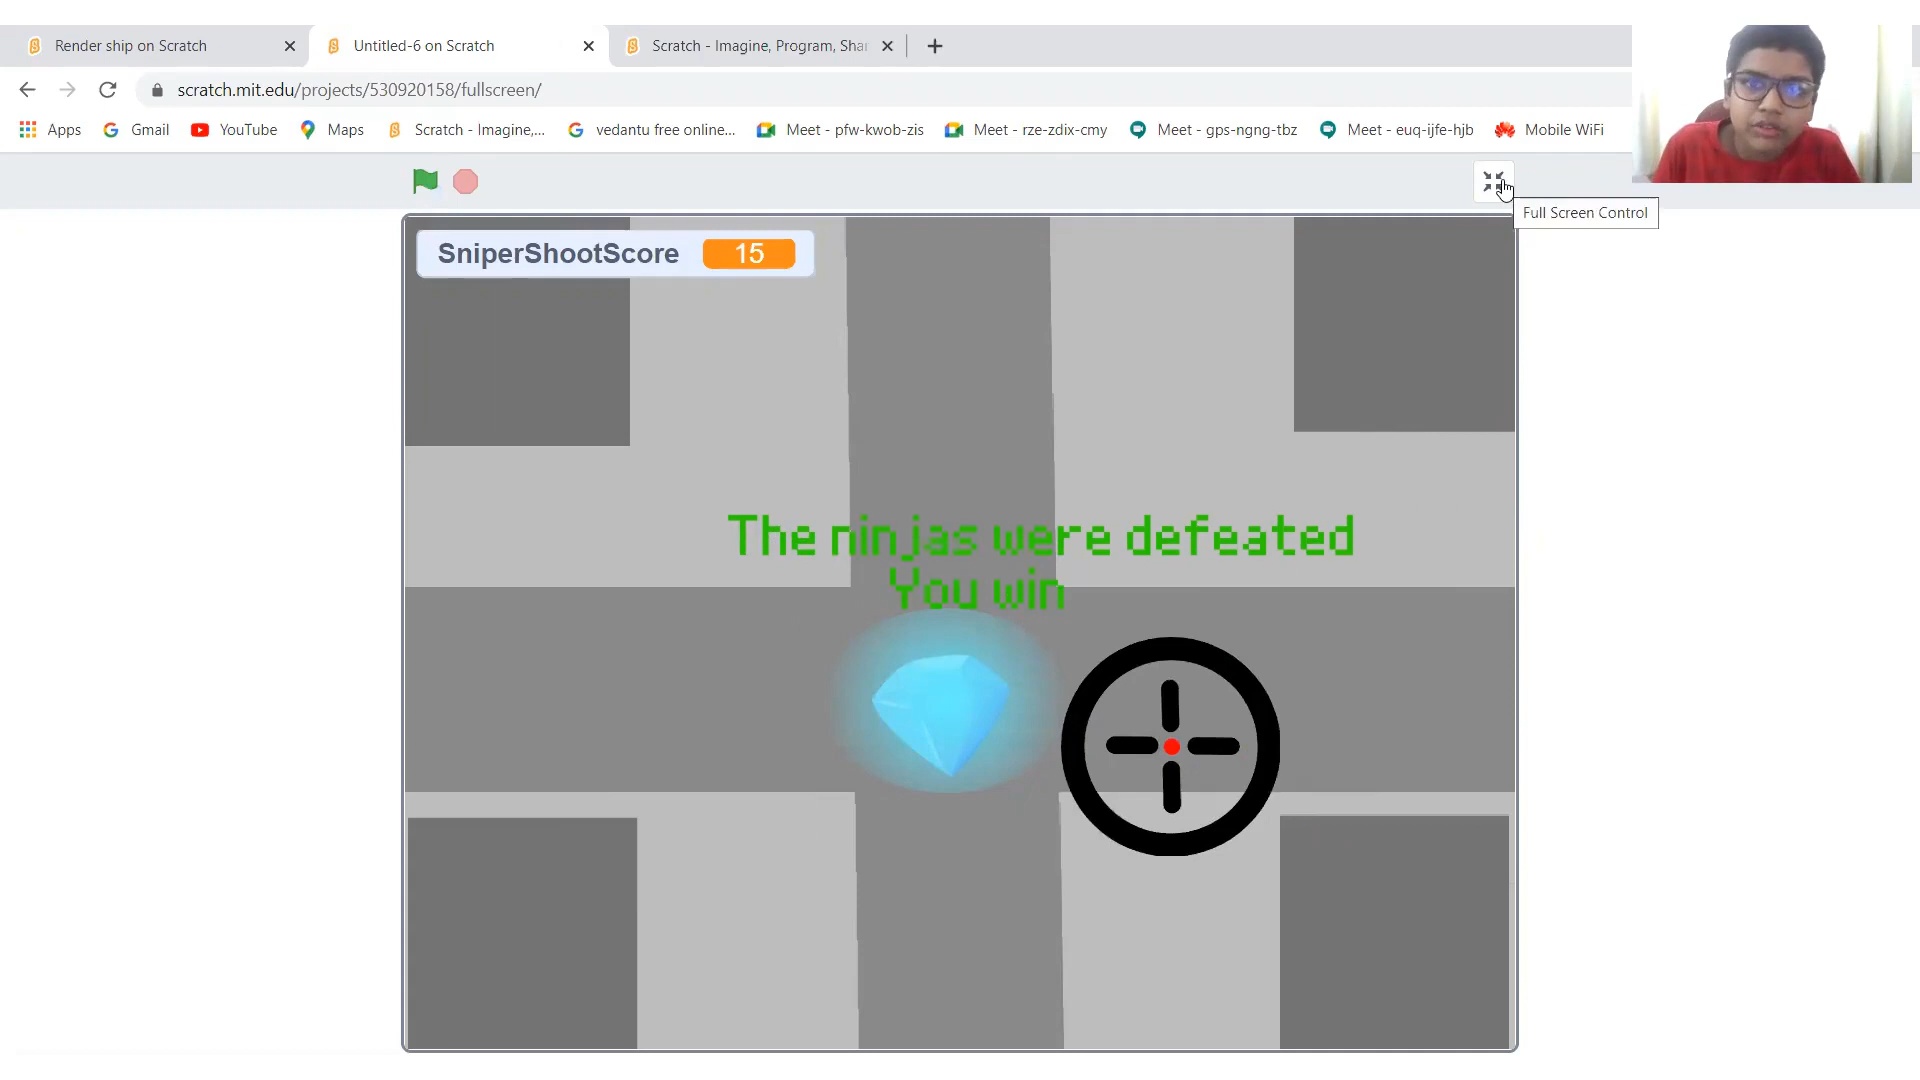 Render ship on Scratch
Untitled-6 on Scratch
Scratch - Imagine, Program, Shar
scratch.mit.edu/projects/530920158/fullscreen/
Apps
Gmail
YouTube
Maps
Scratch - Imagine,...
vedantu free online...
Meet - pfw-kwob-zis
Meet - rze-zdix-cmy
Meet - gps-ngng-tbz
Meet - euq-ijfe-hjb
Mobile WiFi
Full Screen Control
SniperShootScore 15
The ninjas were defeated
You win